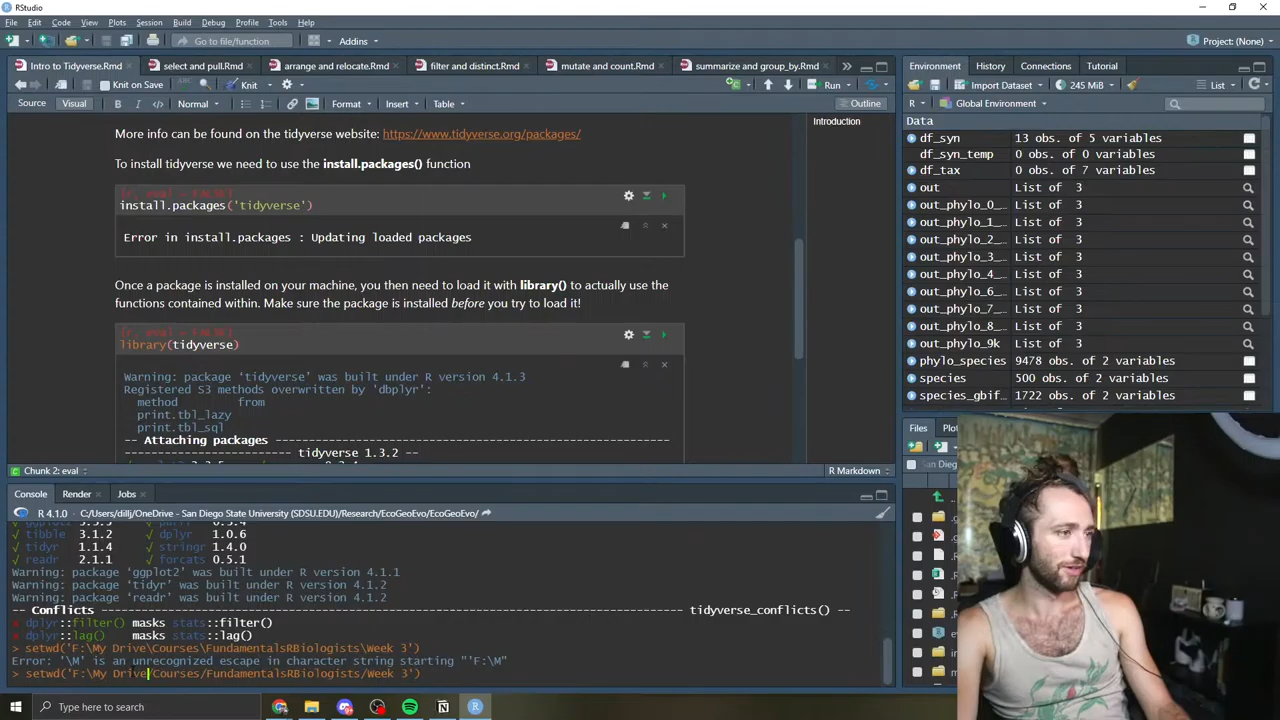 RStudio
File Edit Code View Plots Session Build Debug Profile Tools Help
Go to file/function Addins Project: (None)
Intro to Tidyverse.Rmd select and pull.Rmd arrange and relocate.Rmd filter and distinct.Rmd mutate and count.Rmd summarize and group_by.Rmd
Knit on Save Knit Run
Source Visual B I Normal Format Insert Table Outline
Introduction
More info can be found on the tidyverse website: https://www.tidyverse.org/packages/
To install tidyverse we need to use the install.packages() function
{r, eval = FALSE}
install.packages('tidyverse')
Error in install.packages : Updating loaded packages
Once a package is installed on your machine, you then need to load it with library() to actually use the
functions contained within. Make sure the package is installed before you try to load it!
{r, eval = FALSE}
library(tidyverse)
Warning: package ‘tidyverse’ was built under R version 4.1.3
Registered S3 methods overwritten by 'dbplyr':
method from
print.tbl_lazy
print.tbl_sql
-- Attaching packages ---------------------------------------------------
--------------------- tidyverse 1.3.2 --
Chunk 2: eval R Markdown
Console Render Jobs
R 4.1.0 · C:/Users/dillj/OneDrive - San Diego State University (SDSU.EDU)/Research/EcoGeoEvo/EcoGeoEvo/
√ tibble 3.1.2 √ dplyr 1.0.6
√ tidyr 1.1.4 √ stringr 1.4.0
√ readr 2.1.1 √ forcats 0.5.1
Warning: package ‘ggplot2’ was built under R version 4.1.1
Warning: package ‘tidyr’ was built under R version 4.1.2
Warning: package ‘readr’ was built under R version 4.1.2
-- Conflicts ------------------------------------------------------------ tidyverse_conflicts() --
x dplyr::filter() masks stats::filter()
x dplyr::lag() masks stats::lag()
> setwd('F:\My Drive\Courses\FundamentalsRBiologists\Week 3')
Error: '\M' is an unrecognized escape in character string starting "'F:\M"
> setwd('F:\My Drive/Courses/FundamentalsRBiologists/Week 3')
Environment History Connections Tutorial
Import Dataset 245 MiB List
R Global Environment
Data
df_syn 13 obs. of 5 variables
df_syn_temp 0 obs. of 0 variables
df_tax 0 obs. of 7 variables
out List of 3
out_phylo_0_… List of 3
out_phylo_1_… List of 3
out_phylo_2_… List of 3
out_phylo_3_… List of 3
out_phylo_4_… List of 3
out_phylo_6_… List of 3
out_phylo_7_… List of 3
out_phylo_8_… List of 3
out_phylo_9k List of 3
phylo_species 9478 obs. of 2 variables
species 500 obs. of 2 variables
species_gbif… 1722 obs. of 2 variables
Files Plot
San Diego
Type here to search